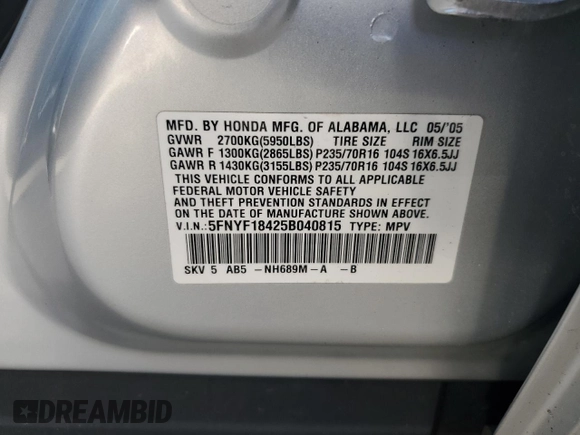 MFD. BY HONDA MFG. OF ALABAMA, LLC 05/'05
GVWR 2700KG(5950LBS) TIRE SIZE RIM SIZE
GAWR F 1300KG(2865LBS) P235/70R16 104S 16X6.5JJ
GAWR R 1430KG(3155LBS) P235/70R16 104S 16X6.5JJ
THIS VEHICLE CONFORMS TO ALL APPLICABLE
FEDERAL MOTOR VEHICLE SAFETY
AND THEFT PREVENTION STANDARDS IN EFFECT
ON THE DATE OF MANUFACTURE SHOWN ABOVE.
V.I.N.:5FNYF18425B040815 TYPE: MPV
SKV 5 AB5 -NH689M-A -B
DREAMBID